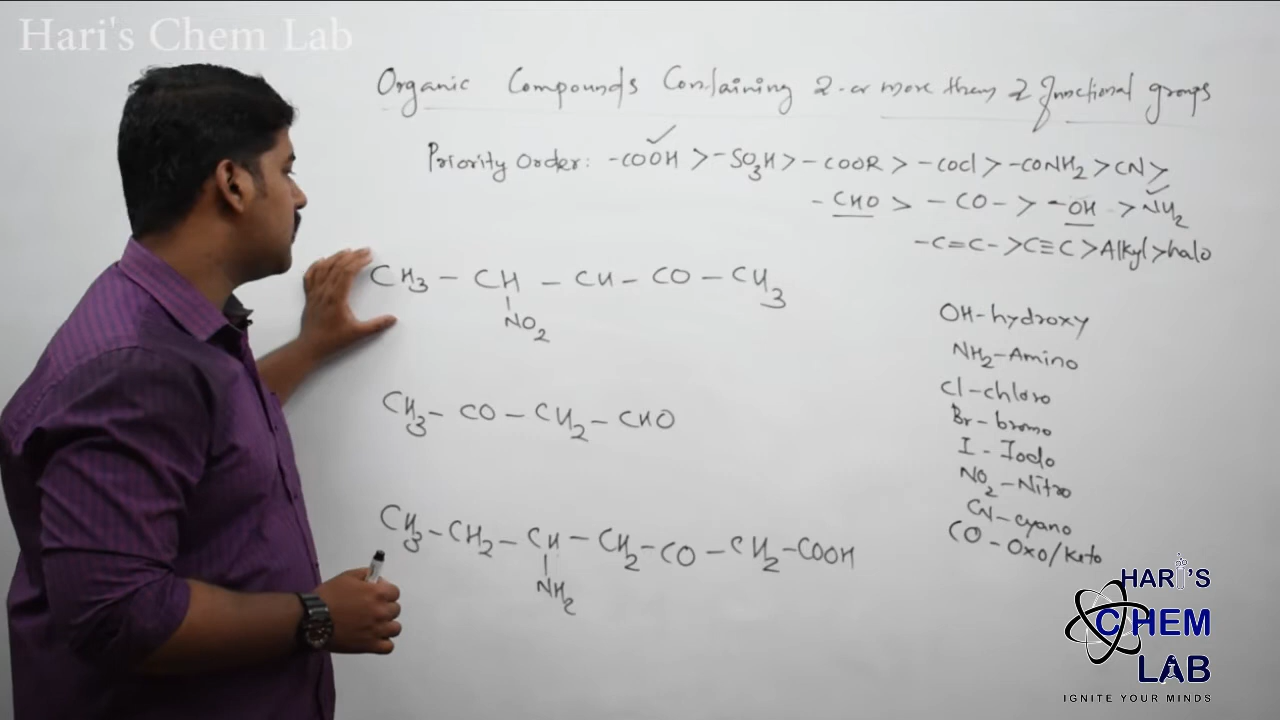 Hari's Chem Lab
Organic Compounds Containing 2 or more than 2 functional groups
Priority Order: -COOH > -SO3H > -COOR > -COCl > -CONH2 > CN >
- CHO > - CO - > -OH > NH2
-C=C- > C≡C > Alkyl > halo
CH3 - CH - CH - CO - CH3
NO2
CH3 - CO - CH2 - CHO
CH3 - CH2 - CH - CH2 - CO - CH2 - COOH
NH2
OH-hydroxy
NH2-Amino
Cl-chloro
Br-bromo
I-Iodo
NO2-Nitro
CN-cyano
CO-Oxo/Keto
HARI'S
CHEM
LAB
IGNITE YOUR MINDS